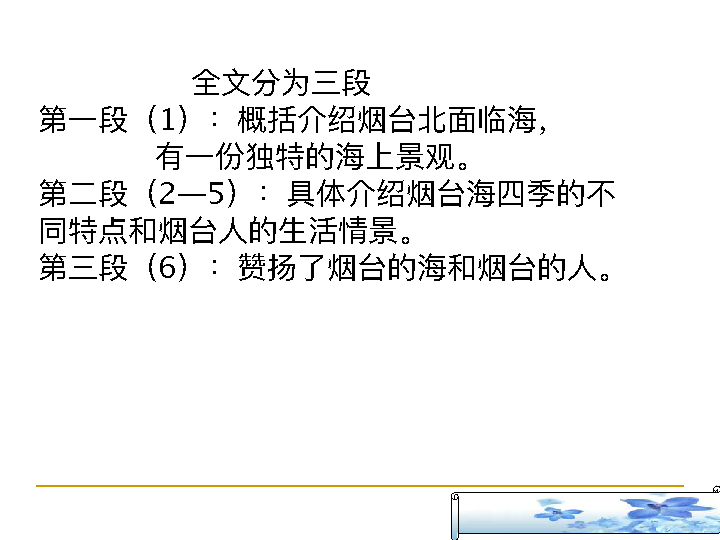 全文分为三段
第一段（1）：概括介绍烟台北面临海，
有一份独特的海上景观。
第二段（2—5）：具体介绍烟台海四季的不
同特点和烟台人的生活情景。
第三段（6）：赞扬了烟台的海和烟台的人。